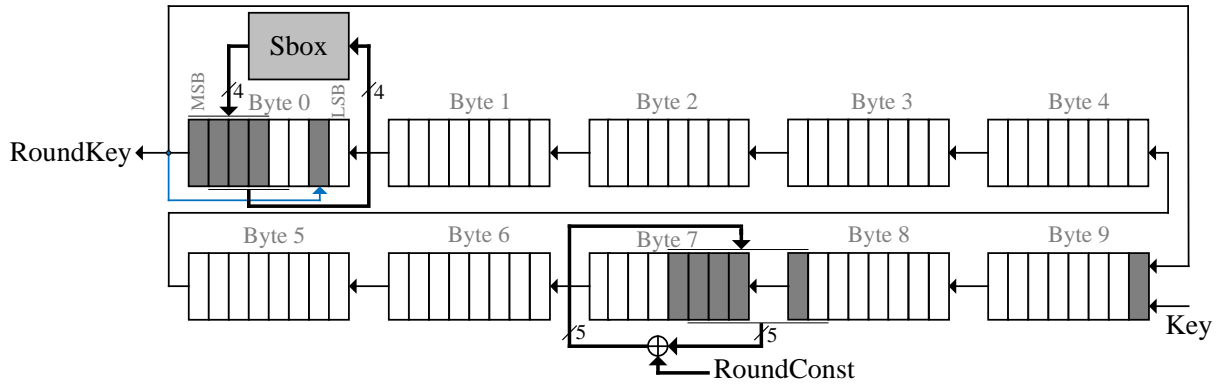 Sbox
MSB
4
4
Byte 0
LSB
Byte 1
Byte 2
Byte 3
Byte 4
RoundKey
Byte 5
Byte 6
Byte 7
Byte 8
Byte 9
5
5
Key
RoundConst